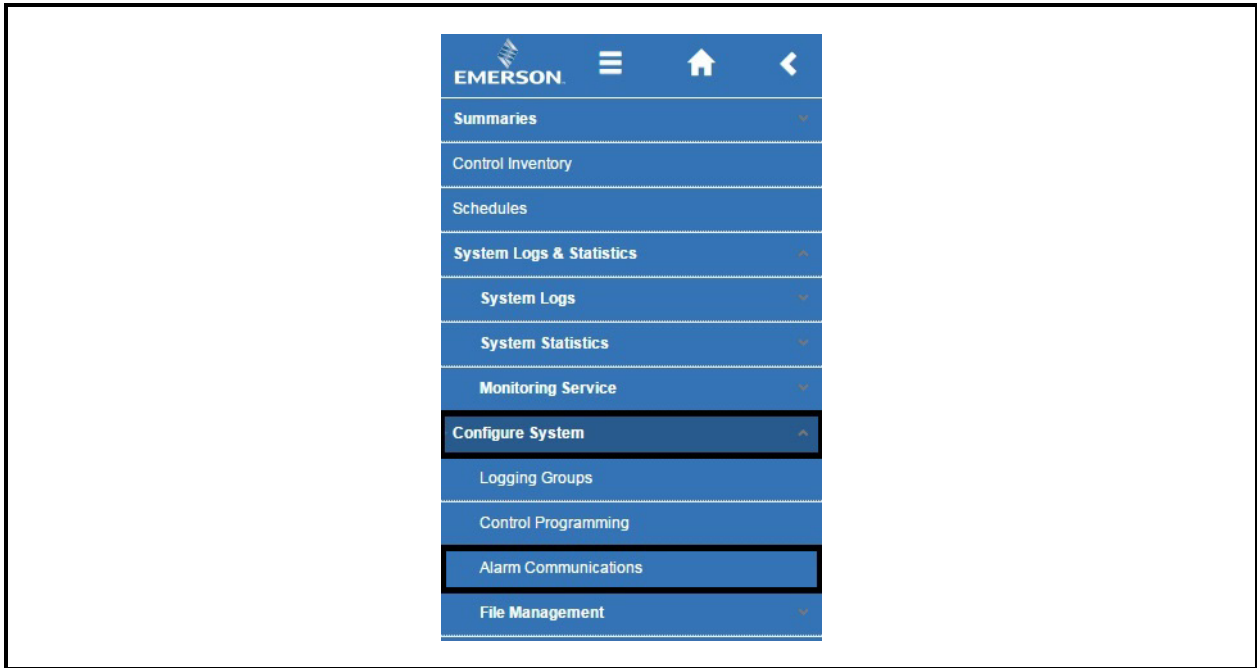 EMERSON.
Summaries
Control Inventory
Schedules
System Logs & Statistics
System Logs
System Statistics
Monitoring Service
Configure System
Logging Groups
Control Programming
Alarm Communications
File Management